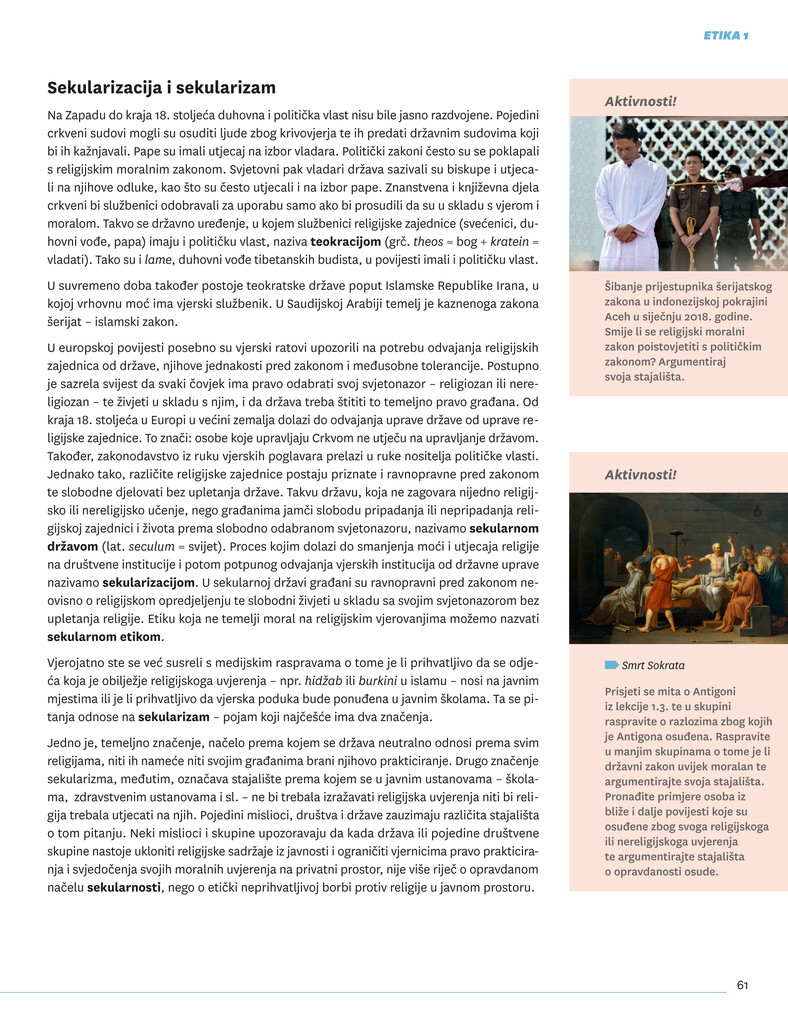 ETIKA 1
Sekularizacija i sekularizam
Na Zapadu do kraja 18. stoljeća duhovna i politička vlast nisu bile jasno razdvojene. Pojedini
crkveni sudovi mogli su osuditi ljude zbog krivovjerja te ih predati državnim sudovima koji
bi ih kažnjavali. Pape su imali utjecaj na izbor vladara. Politički zakoni često su se poklapali
s religijskim moralnim zakonom. Svjetovni pak vladari država sazivali su biskupe i utjeca-
li na njihove odluke, kao što su često utjecali i na izbor pape. Znanstvena i književna djela
crkveni bi službenici odobravali za uporabu samo ako bi prosudili da su u skladu s vjerom i
moralom. Takvo se državno uređenje, u kojem službenici religijske zajednice (svećenici, du-
hovni vođe, papa) imaju i političku vlast, naziva teokracijom (grč. theos = bog + kratein =
vladati). Tako su i lame, duhovni vođe tibetanskih budista, u povijesti imali i političku vlast.
U suvremeno doba također postoje teokratske države poput Islamske Republike Irana, u
kojoj vrhovnu moć ima vjerski službenik. U Saudijskoj Arabiji temelj je kaznenoga zakona
šerijat – islamski zakon.
U europskoj povijesti posebno su vjerski ratovi upozorili na potrebu odvajanja religijskih
zajednica od države, njihove jednakosti pred zakonom i međusobne tolerancije. Postupno
je sazrela svijest da svaki čovjek ima pravo odabrati svoj svjetonazor – religiozan ili nere-
ligiozan – te živjeti u skladu s njim, i da država treba štititi to temeljno pravo građana. Od
kraja 18. stoljeća u Europi u većini zemalja dolazi do odvajanja uprave države od uprave re-
ligijske zajednice. To znači: osobe koje upravljaju Crkvom ne utječu na upravljanje državom.
Također, zakonodavstvo iz ruku vjerskih poglavara prelazi u ruke nositelja političke vlasti.
Jednako tako, različite religijske zajednice postaju priznate i ravnopravne pred zakonom
te slobodne djelovati bez upletanja države. Takvu državu, koja ne zagovara nijedno religij-
sko ili nereligijsko učenje, nego građanima jamči slobodu pripadanja ili nepripadanja reli-
gijskoj zajednici i života prema slobodno odabranom svjetonazoru, nazivamo sekularnom
državom (lat. seculum = svijet). Proces kojim dolazi do smanjenja moći i utjecaja religije
na društvene institucije i potom potpunog odvajanja vjerskih institucija od državne uprave
nazivamo sekularizacijom. U sekularnoj državi građani su ravnopravni pred zakonom ne-
ovisno o religijskom opredjeljenju te slobodni živjeti u skladu sa svojim svjetonazorom bez
upletanja religije. Etiku koja ne temelji moral na religijskim vjerovanjima možemo nazvati
sekularnom etikom.
Vjerojatno ste se već susreli s medijskim raspravama o tome je li prihvatljivo da se odje-
ća koja je obilježje religijskoga uvjerenja – npr. hidžab ili burkini u islamu – nosi na javnim
mjestima ili je li prihvatljivo da vjerska poduka bude ponuđena u javnim školama. Ta se pi-
tanja odnose na sekularizam – pojam koji najčešće ima dva značenja.
Jedno je, temeljno značenje, načelo prema kojem se država neutralno odnosi prema svim
religijama, niti ih nameće niti svojim građanima brani njihovo prakticiranje. Drugo značenje
sekularizma, međutim, označava stajalište prema kojem se u javnim ustanovama – škola-
ma, zdravstvenim ustanovama i sl. – ne bi trebala izražavati religijska uvjerenja niti bi reli-
gija trebala utjecati na njih. Pojedini mislioci, društva i države zauzimaju različita stajališta
o tom pitanju. Neki mislioci i skupine upozoravaju da kada država ili pojedine društvene
skupine nastoje ukloniti religijske sadržaje iz javnosti i ograničiti vjernicima pravo prakticira-
nja i svjedočenja svojih moralnih uvjerenja na privatni prostor, nije više riječ o opravdanom
načelu sekularnosti, nego o etički neprihvatljivoj borbi protiv religije u javnom prostoru.
Aktivnosti!
Šibanje prijestupnika šerijatskog
zakona u indonezijskoj pokrajini
Aceh u siječnju 2018. godine.
Smije li se religijski moralni
zakon poistovjetiti s političkim
zakonom? Argumentiraj
svoja stajališta.
Aktivnosti!
Smrt Sokrata
Prisjeti se mita o Antigoni
iz lekcije 1.3. te u skupini
raspravite o razlozima zbog kojih
je Antigona osuđena. Raspravite
u manjim skupinama o tome je li
državni zakon uvijek moralan te
argumentirajte svoja stajališta.
Pronađite primjere osoba iz
bliže i dalje povijesti koje su
osuđene zbog svoga religijskoga
ili nereligijskoga uvjerenja
te argumentirajte stajališta
o opravdanosti osude.
61